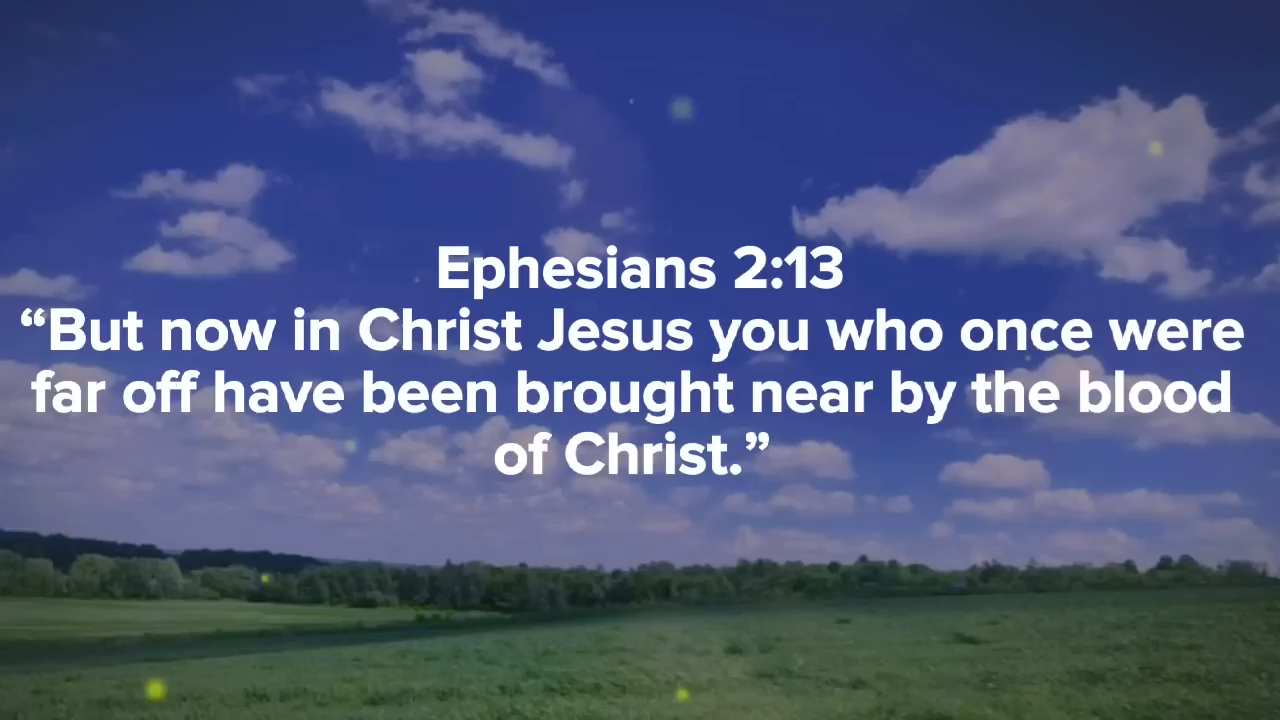 Ephesians 2:13
“But now in Christ Jesus you who once were
far off have been brought near by the blood
of Christ.”